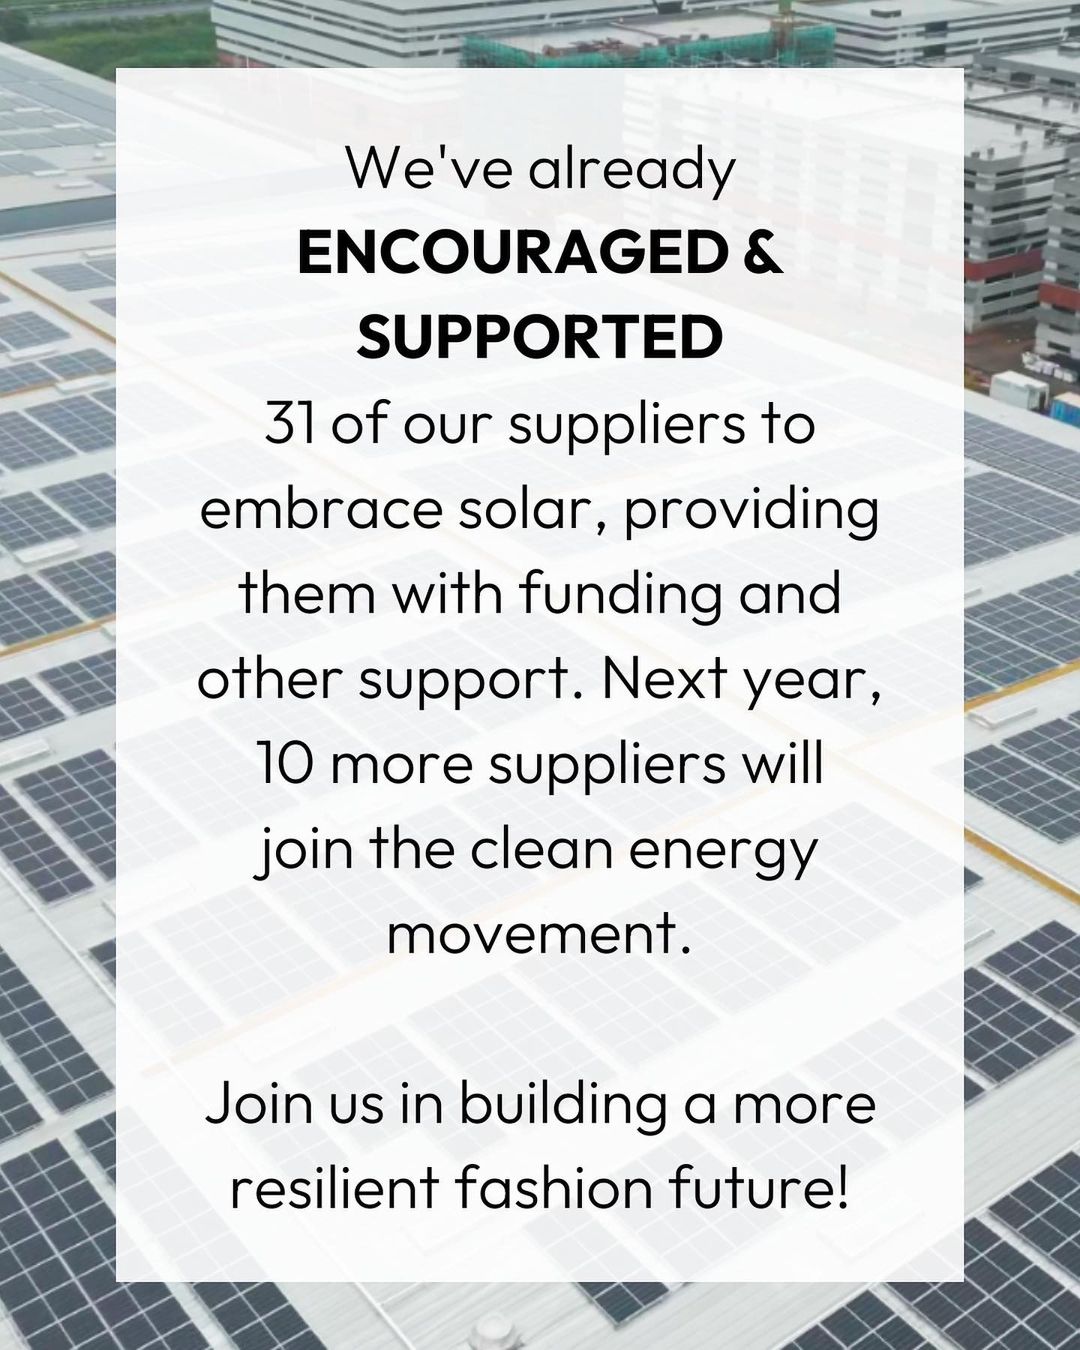 We've already
ENCOURAGED &
SUPPORTED
31 of our suppliers to
embrace solar, providing
them with funding and
other support. Next year,
10 more suppliers will
join the clean energy
movement.
Join us in building a more
resilient fashion future!